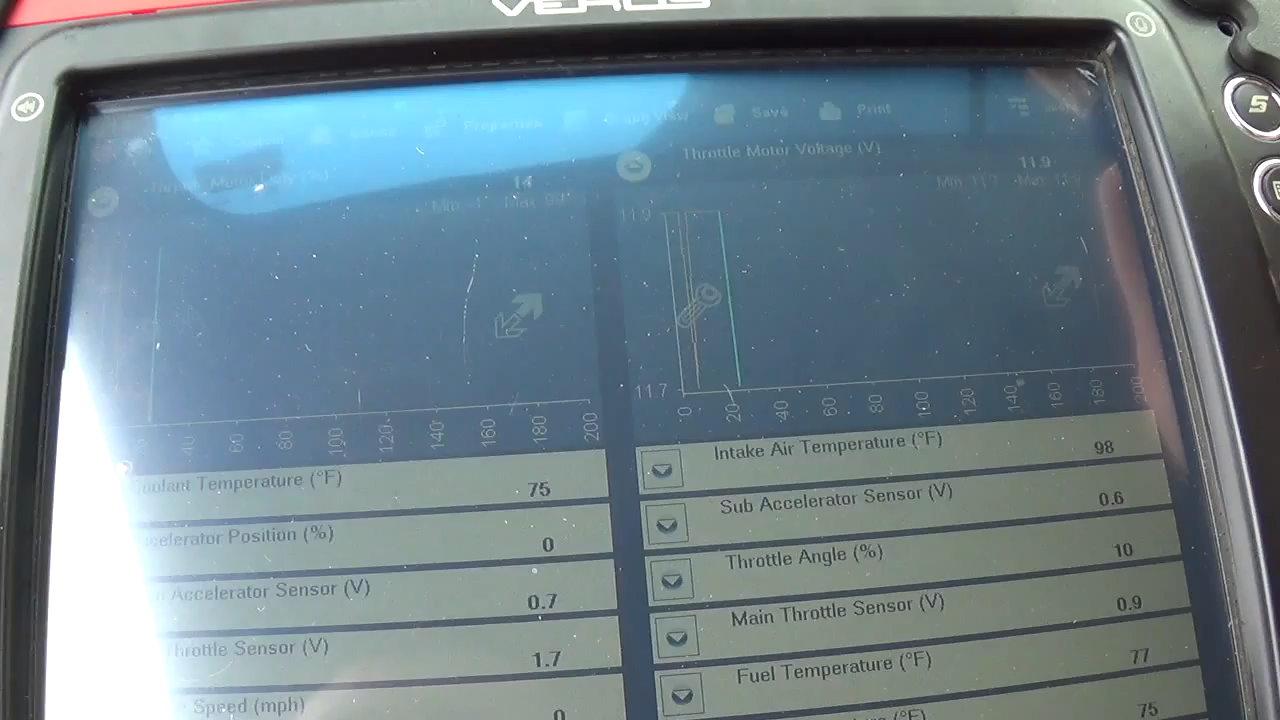 VERUS
Properties
Save
Print
14
Throttle Motor Voltage (V)
11.9
11.9
11.7
0 20 40 60 80 100 120 140 160 180 200
40 60 80 100 120 140 160 180 200
Coolant Temperature (°F) 75
Accelerator Position (%) 0
Accelerator Sensor (V) 0.7
Throttle Sensor (V) 1.7
Speed (mph) 0
Intake Air Temperature (°F) 98
Sub Accelerator Sensor (V) 0.6
Throttle Angle (%) 10
Main Throttle Sensor (V) 0.9
Fuel Temperature (°F) 77
(°F) 75